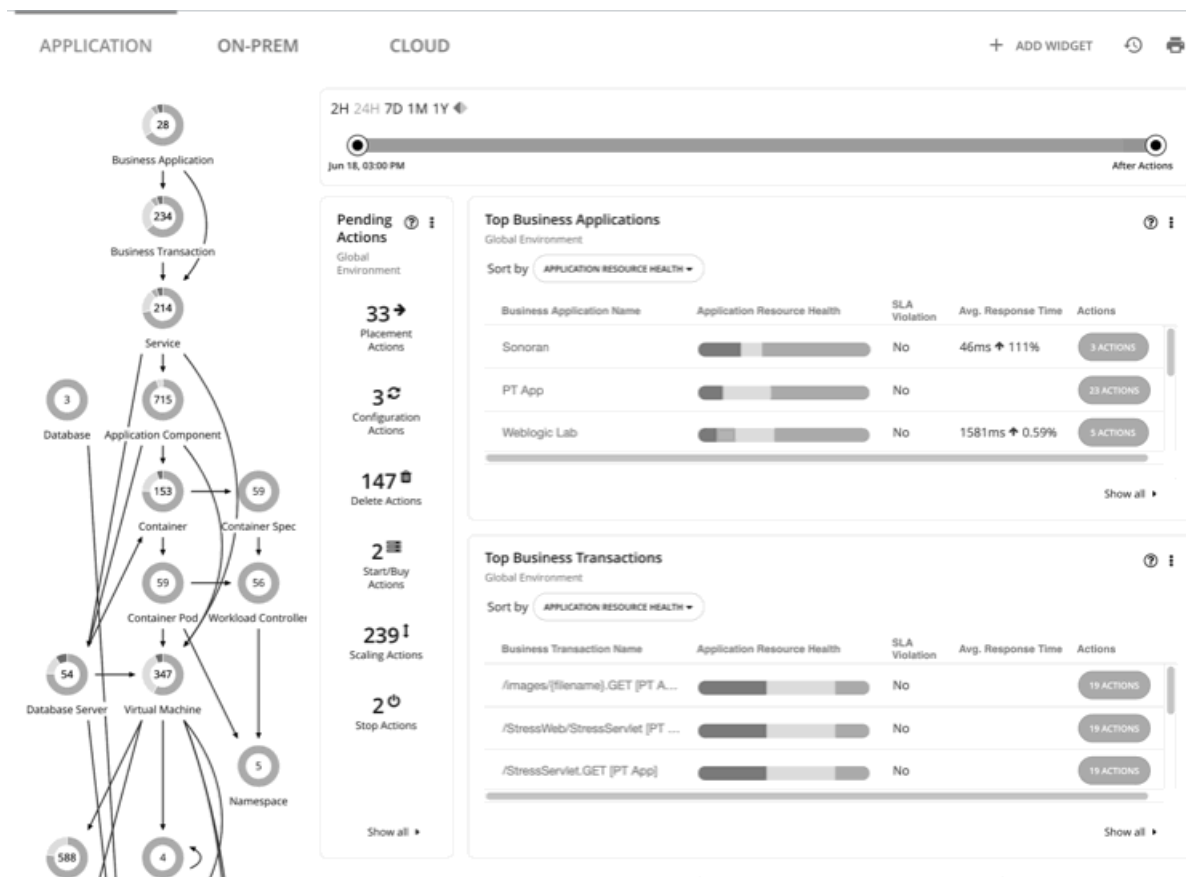 APPLICATION ON-PREM CLOUD
+ ADD WIDGET
28
Business Application
234
Business Transaction
214
Service
3
Database
715
Application Component
153
Container
59
Container Spec
59
Container Pod
56
Workload Controller
54
Database Server
347
Virtual Machine
5
Namespace
588
4
2H 24H 7D 1M 1Y
Jun 18, 03:00 PM
After Actions
Pending
Actions
Global
Environment
33
Placement
Actions
3
Configuration
Actions
147
Delete Actions
2
Start/Buy
Actions
239
Scaling Actions
2
Stop Actions
Show all
Top Business Applications
Global Environment
Sort by APPLICATION RESOURCE HEALTH
Business Application Name Application Resource Health SLA Violation Avg. Response Time Actions
Sonoran No 46ms ↑ 111% 3 ACTIONS
PT App No 23 ACTIONS
Weblogic Lab No 1581ms ↑ 0.59% 5 ACTIONS
Show all
Top Business Transactions
Global Environment
Sort by APPLICATION RESOURCE HEALTH
Business Transaction Name Application Resource Health SLA Violation Avg. Response Time Actions
/images/{filename}.GET [PT A... No 19 ACTIONS
/StressWeb/StressServlet [PT ... No 19 ACTIONS
/StressServlet.GET [PT App] No 19 ACTIONS
Show all